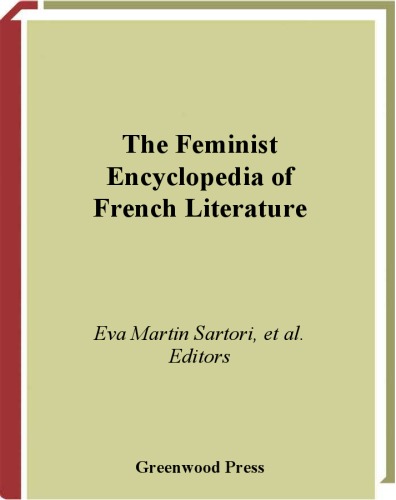 The Feminist
Encyclopedia of
French Literature
Eva Martin Sartori, et al.
Editors
Greenwood Press